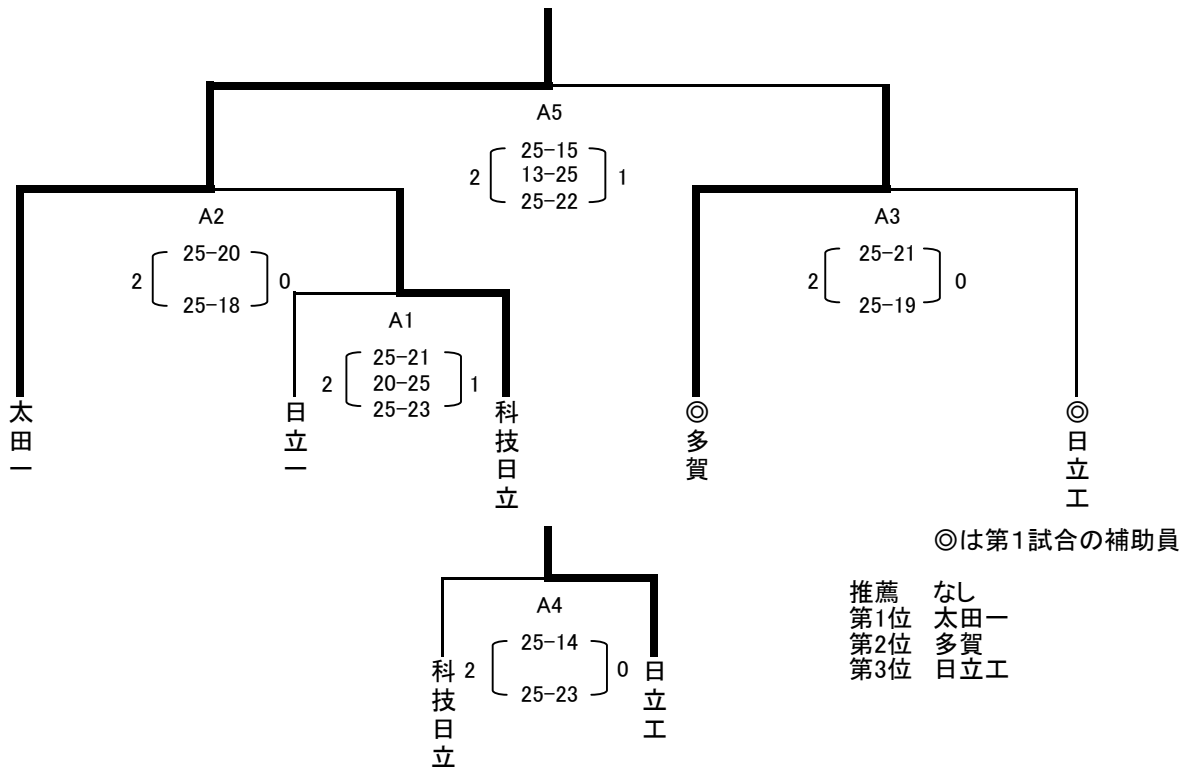 A5
25-15
2 13-25 1
25-22
A2
25-20
2 0
25-18
A3
25-21
2 0
25-19
A1
25-21
2 20-25 1
25-23
太田一
日立一
科技日立
◎多賀
◎日立工
◎は第1試合の補助員
A4
25-14
2 0
25-23
科技日立
日立工
推薦 なし
第1位 太田一
第2位 多賀
第3位 日立工